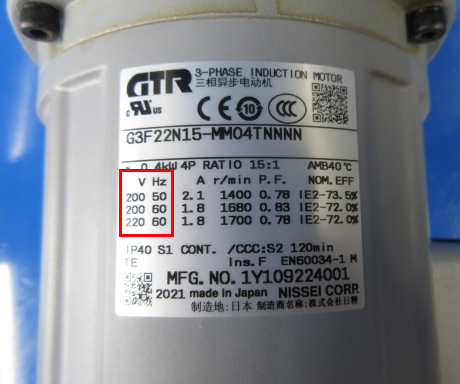 GTR 3-PHASE INDUCTION MOTOR
三相异步电动机
c UL US CE 10 CCC
G3F22N15-MM04TNNNN
0.4kW 4P RATIO 15:1 AMB40℃
V Hz A r/min P.F. NOM.EFF
200 50 2.1 1400 0.78 IE2-73.5%
200 60 1.8 1680 0.83 IE2-72.0%
220 60 1.8 1700 0.78 IE2-72.0%
IP40 S1 CONT. /CCC:S2 120min
TE Ins.F EN60034-1 M
MFG.NO.1Y109224001
2021 made in Japan NISSEI CORP.
制造地:日本 制造商名称:株式会社日精